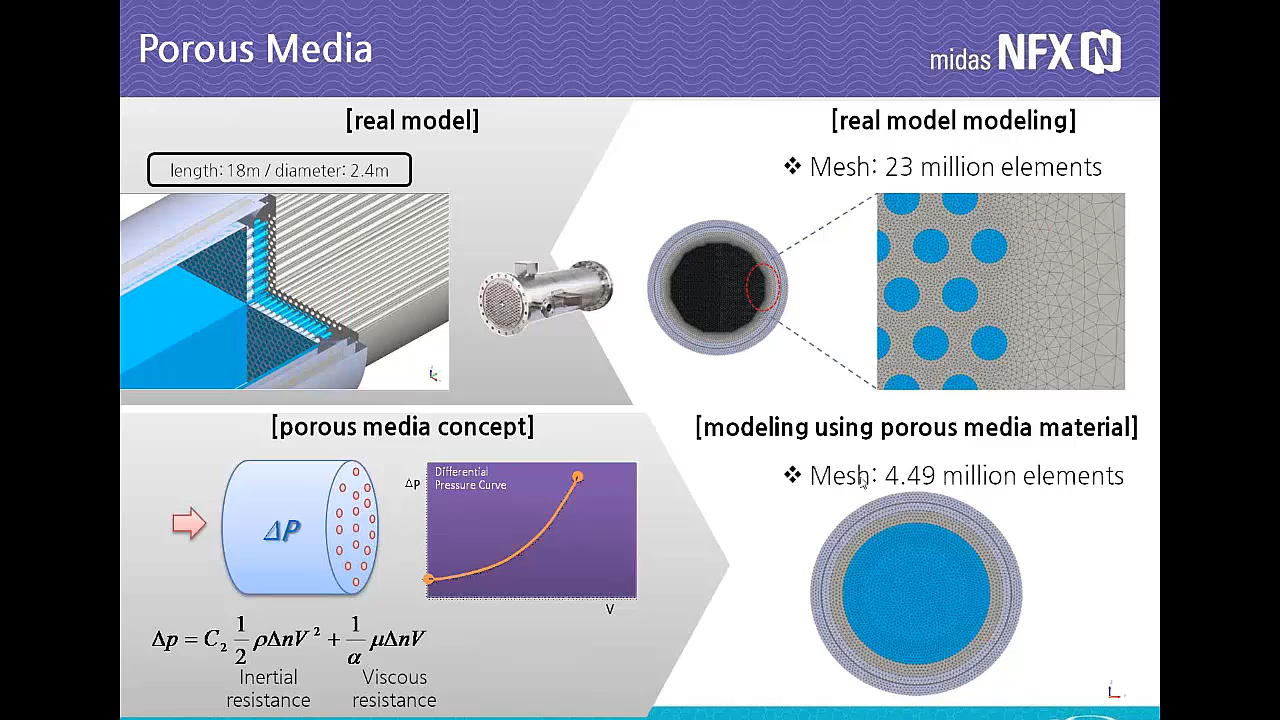 Porous Media
midas NFX
[real model]
length: 18m / diameter: 2.4m
[real model modeling]
❖ Mesh: 23 million elements
[porous media concept]
ΔP
Δp
Differential
Pressure Curve
V
Δp = C₂ 1/2 ρΔnV² + 1/α μΔnV
Inertial
resistance
Viscous
resistance
[modeling using porous media material]
❖ Mesh: 4.49 million elements